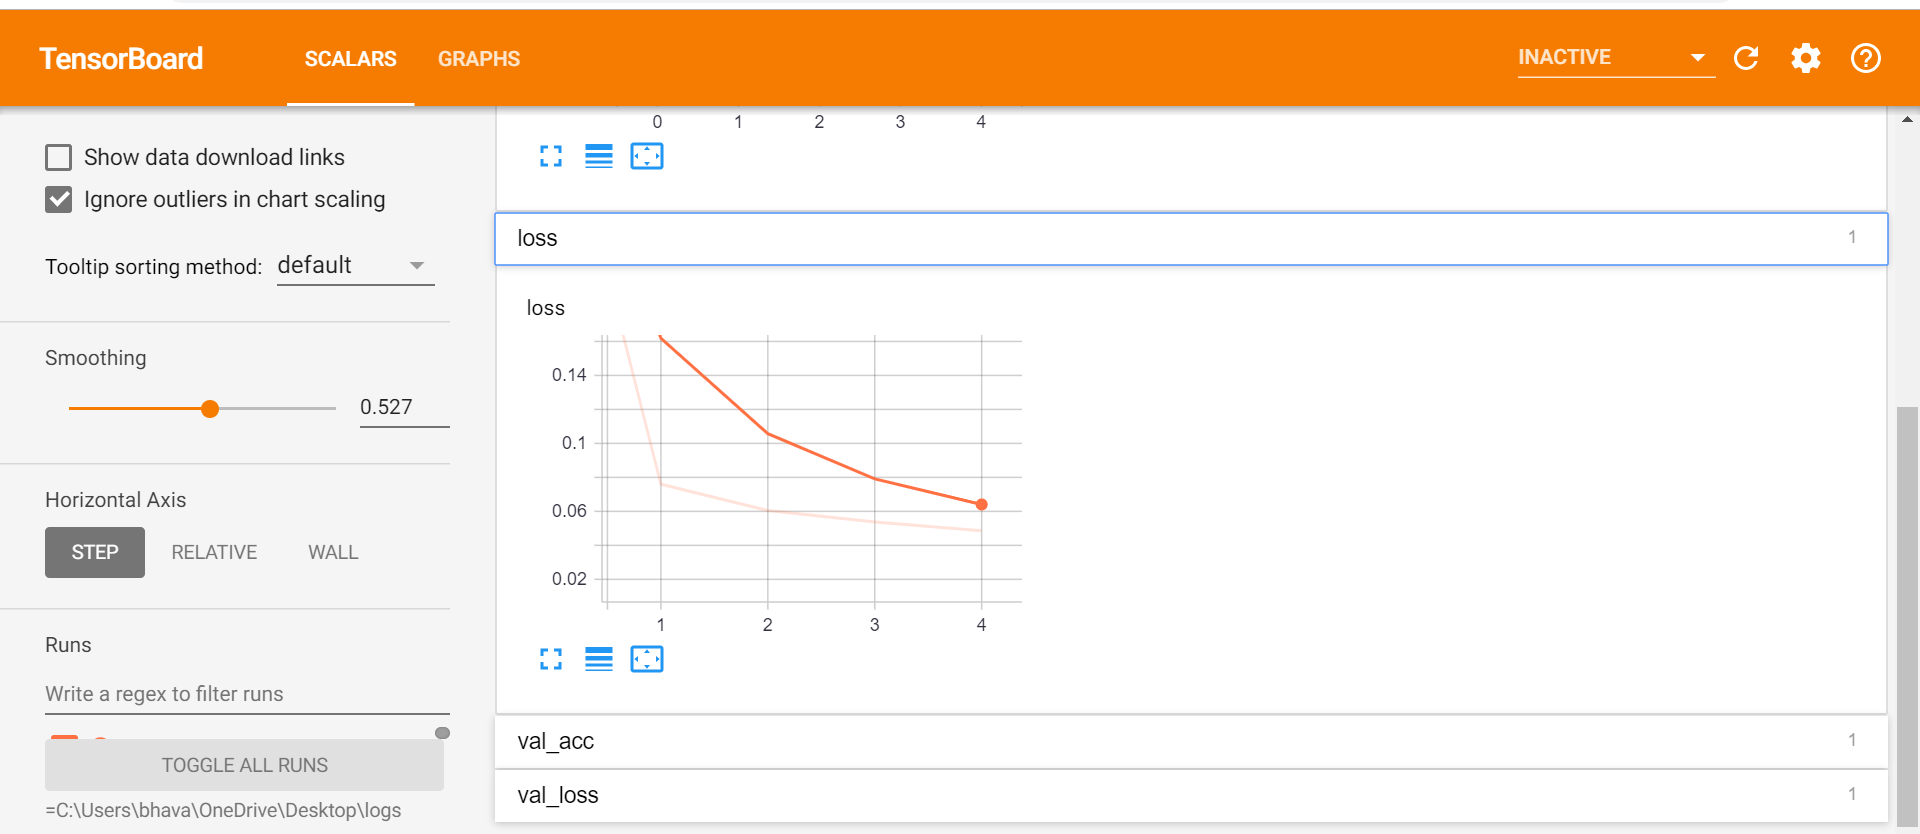 TensorBoard SCALARS GRAPHS INACTIVE
0 1 2 3 4
Show data download links
Ignore outliers in chart scaling
Tooltip sorting method: default
Smoothing
0.527
Horizontal Axis
STEP RELATIVE WALL
Runs
Write a regex to filter runs
TOGGLE ALL RUNS
=C:\Users\bhava\OneDrive\Desktop\logs
loss 1
loss
0.14
0.1
0.06
0.02
1 2 3 4
val_acc 1
val_loss 1